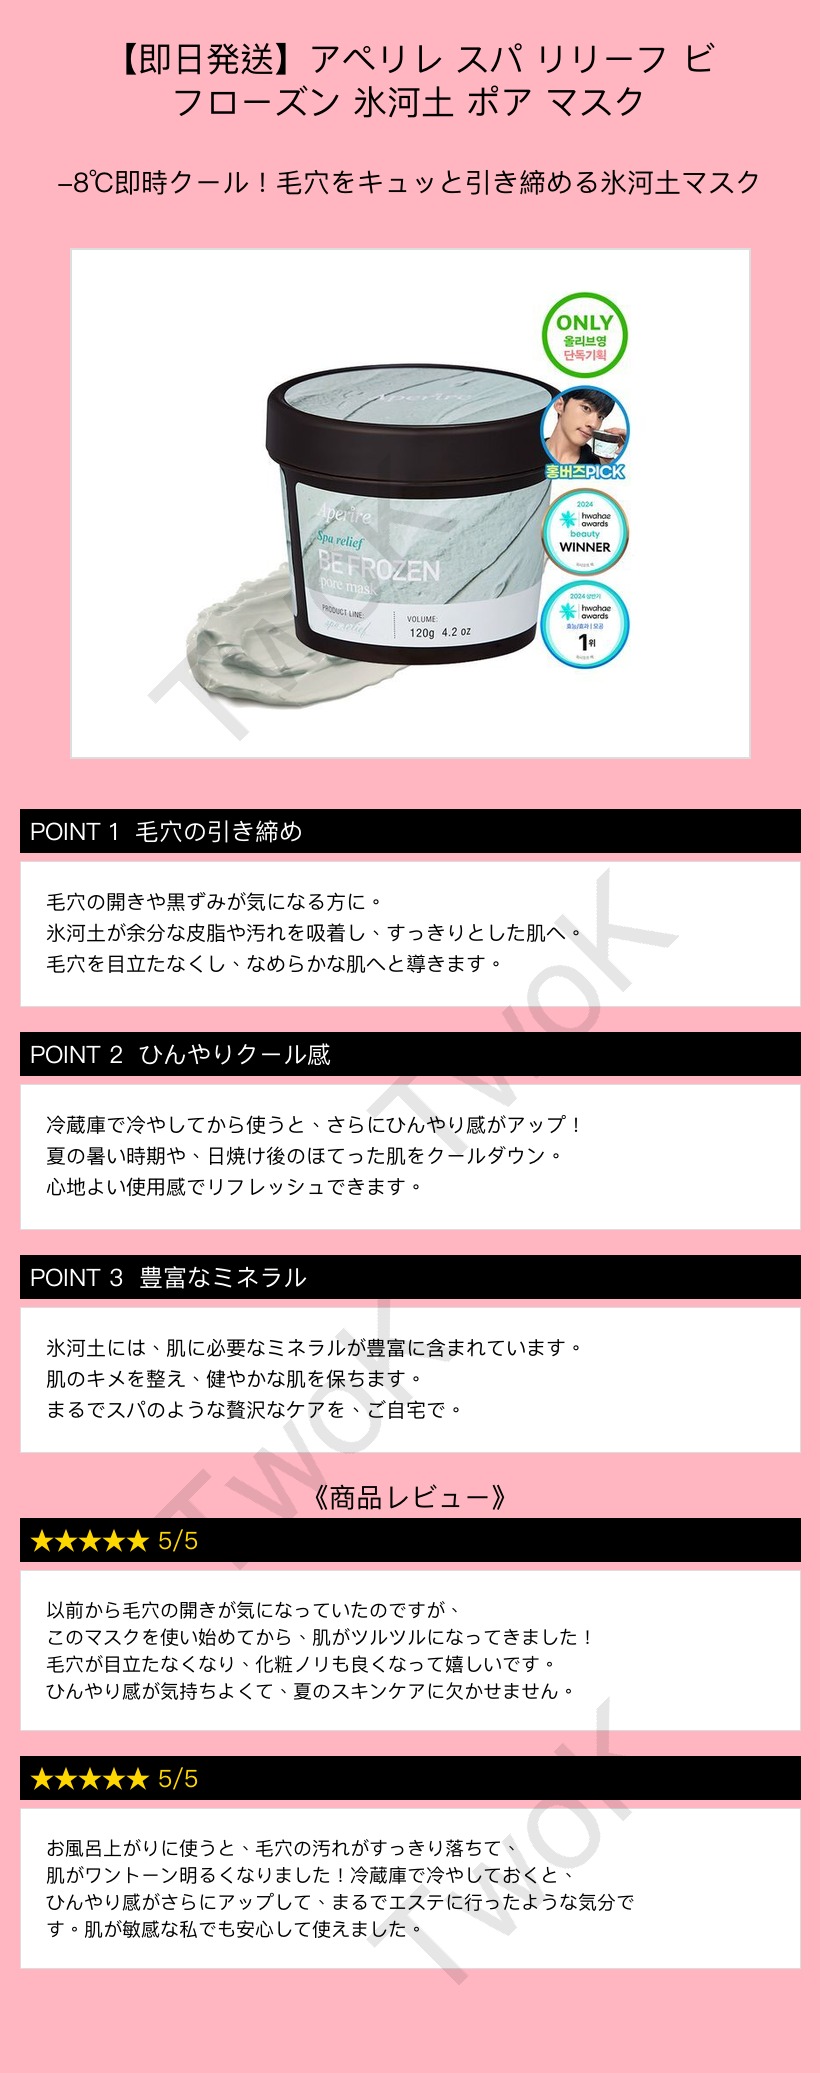 【即日発送】アペリレ スパ リリーフ ビ
フローズン 氷河土 ポア マスク
–8℃即時クール！毛穴をキュッと引き締める氷河土マスク
Aperire
ONLY
올리브영
단독기획
홍버즈PICK
2024
hwahae
awards
beauty
WINNER
2024 상반기
hwahae
awards
효능/효과 | 모공
1위
Aperire
Spa relief
BE FROZEN
pore mask
PRODUCT LINE:
VOLUME:
120g 4.2 oz
TwoK
POINT 1 毛穴の引き締め
毛穴の開きや黒ずみが気になる方に。
氷河土が余分な皮脂や汚れを吸着し、すっきりとした肌へ。
毛穴を目立たなくし、なめらかな肌へと導きます。
TwoK
POINT 2 ひんやりクール感
冷蔵庫で冷やしてから使うと、さらにひんやり感がアップ！
夏の暑い時期や、日焼け後のほてった肌をクールダウン。
心地よい使用感でリフレッシュできます。
POINT 3 豊富なミネラル
氷河土には、肌に必要なミネラルが豊富に含まれています。
肌のキメを整え、健やかな肌を保ちます。
まるでスパのような贅沢なケアを、ご自宅で。
TwoK
《商品レビュー》
★★★★★ 5/5
以前から毛穴の開きが気になっていたのですが、
このマスクを使い始めてから、肌がツルツルになってきました！
毛穴が目立たなくなり、化粧ノリも良くなって嬉しいです。
ひんやり感が気持ちよくて、夏のスキンケアに欠かせません。
★★★★★ 5/5
お風呂上がりに使うと、毛穴の汚れがすっきり落ちて、
肌がワントーン明るくなりました！冷蔵庫で冷やしておくと、
ひんやり感がさらにアップして、まるでエステに行ったような気分で
す。肌が敏感な私でも安心して使えました。
TwoK